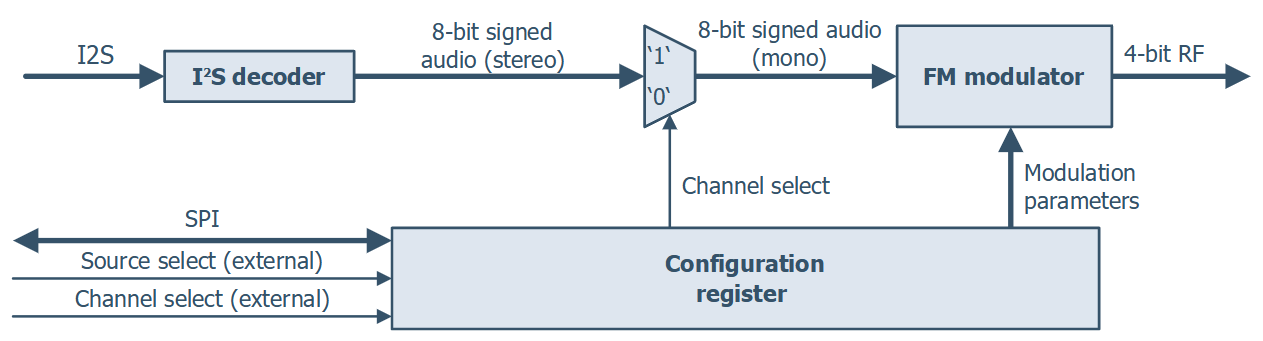 I2S
I²S decoder
8-bit signed
audio (stereo)
‘1‘
‘0‘
8-bit signed audio
(mono)
FM modulator
4-bit RF
Channel select
Modulation
parameters
SPI
Source select (external)
Channel select (external)
Configuration
register